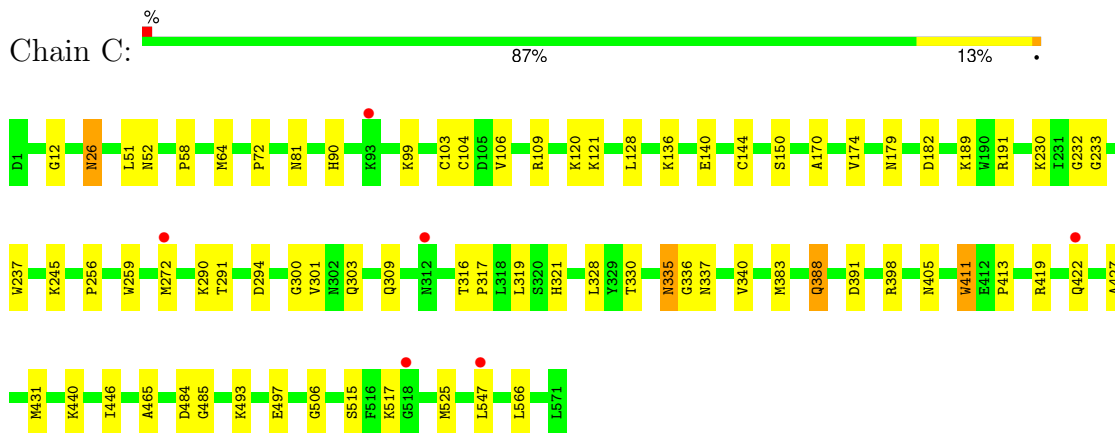 %
Chain C:
87% 13% •
D1 G12 N26 L51 N52 P58 M64 P72 N81 H90 K93 K99 C103 C104 D105 V106 R109 K120 K121 L128 K136 E140 C144 S150 A170 V174 N179 D182 K189 W190 R191 K230 I231 G232 G233
W237 K245 P256 W259 M272 K290 T291 D294 G300 V301 N302 Q303 Q309 N312 T316 P317 L318 L319 S320 H321 L328 Y329 T330 N335 G336 N337 V340 M383 Q388 D391 R398 N405 W411 E412 P413 R419 Q422 A427
M431 K440 I446 A465 D484 G485 K493 E497 G506 S515 F516 K517 G518 M525 L547 L566 L571